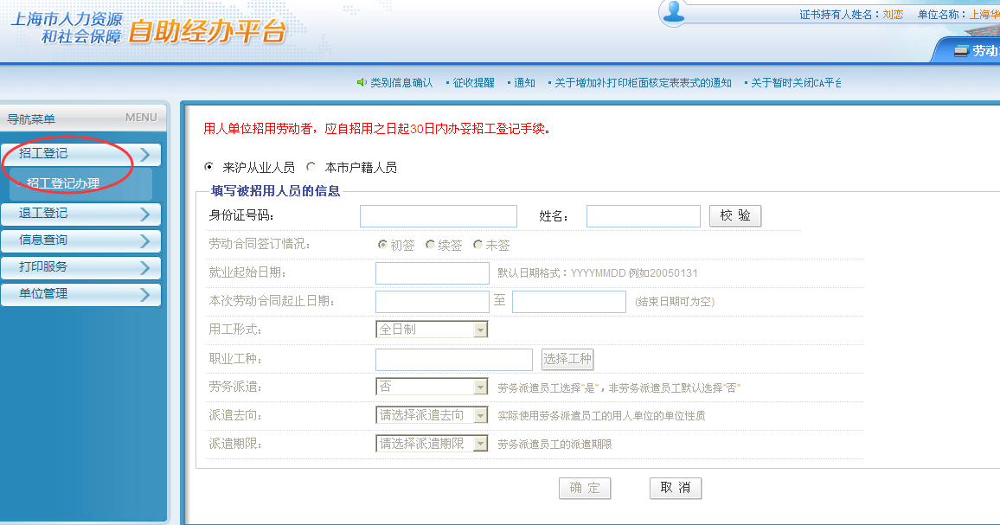 上海市人力资源
和社会保障 自助经办平台
证书持有人姓名：刘恋 单位名称：上海华
劳动
类别信息确认 ·征收提醒 ·通知 ·关于增加补打印柜面核定表表式的通知 ·关于暂时关闭CA平台
导航菜单 MENU
招工登记
招工登记办理
退工登记
信息查询
打印服务
单位管理
用人单位招用劳动者，应自招用之日起30日内办妥招工登记手续。
来沪从业人员 本市户籍人员
填写被招用人员的信息
身份证号码： 姓名： 校 验
劳动合同签订情况： 初签 续签 未签
就业起始日期： 默认日期格式：YYYYMMDD 例如20050131
本次劳动合同起止日期： 至 (结束日期可为空)
用工形式： 全日制
职业工种： 选择工种
劳务派遣： 否 劳务派遣员工选择"是"，非劳务派遣员工默认选择"否"
派遣去向： 请选择派遣去向 实际使用劳务派遣员工的用人单位的单位性质
派遣期限： 请选择派遣期限 劳务派遣员工的派遣期限
确 定 取 消